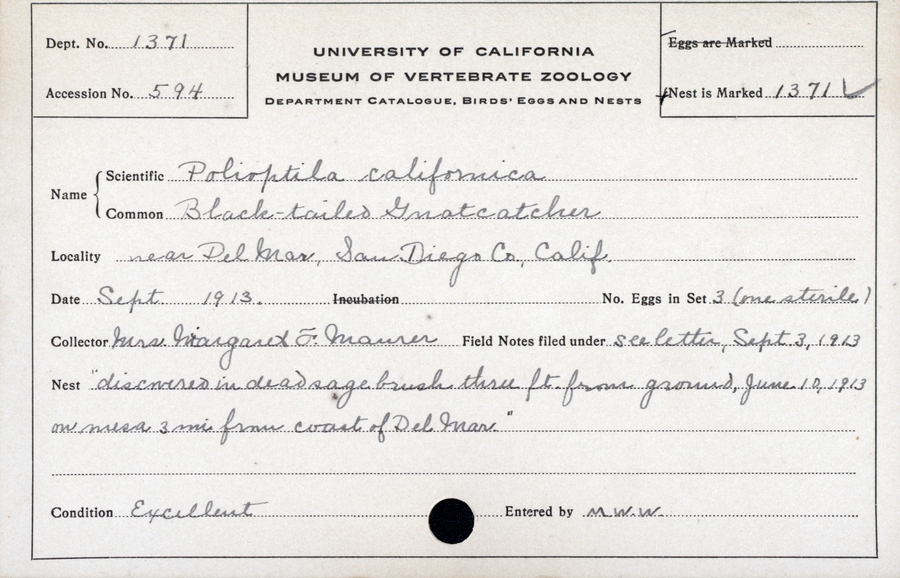 Dept. No. 1371
Accession No. 594
UNIVERSITY OF CALIFORNIA
MUSEUM OF VERTEBRATE ZOOLOGY
DEPARTMENT CATALOGUE, BIRDS' EGGS AND NESTS
Eggs are Marked
Nest is Marked 1371
Name
Scientific Polioptila californica
Common Black-tailed Gnatcatcher
Locality near Del Mar, San Diego Co., Calif.
Date Sept 1913. Incubation No. Eggs in Set 3 (one sterile)
Collector Mrs. Margaret F. Maurer Field Notes filed under see letter, Sept. 3, 1913
Nest "discovered in dead sage brush three ft. from ground, June 10, 1913
on mesa 3 mi from coast of Del Mar."
Condition Excellent Entered by M.W.W.